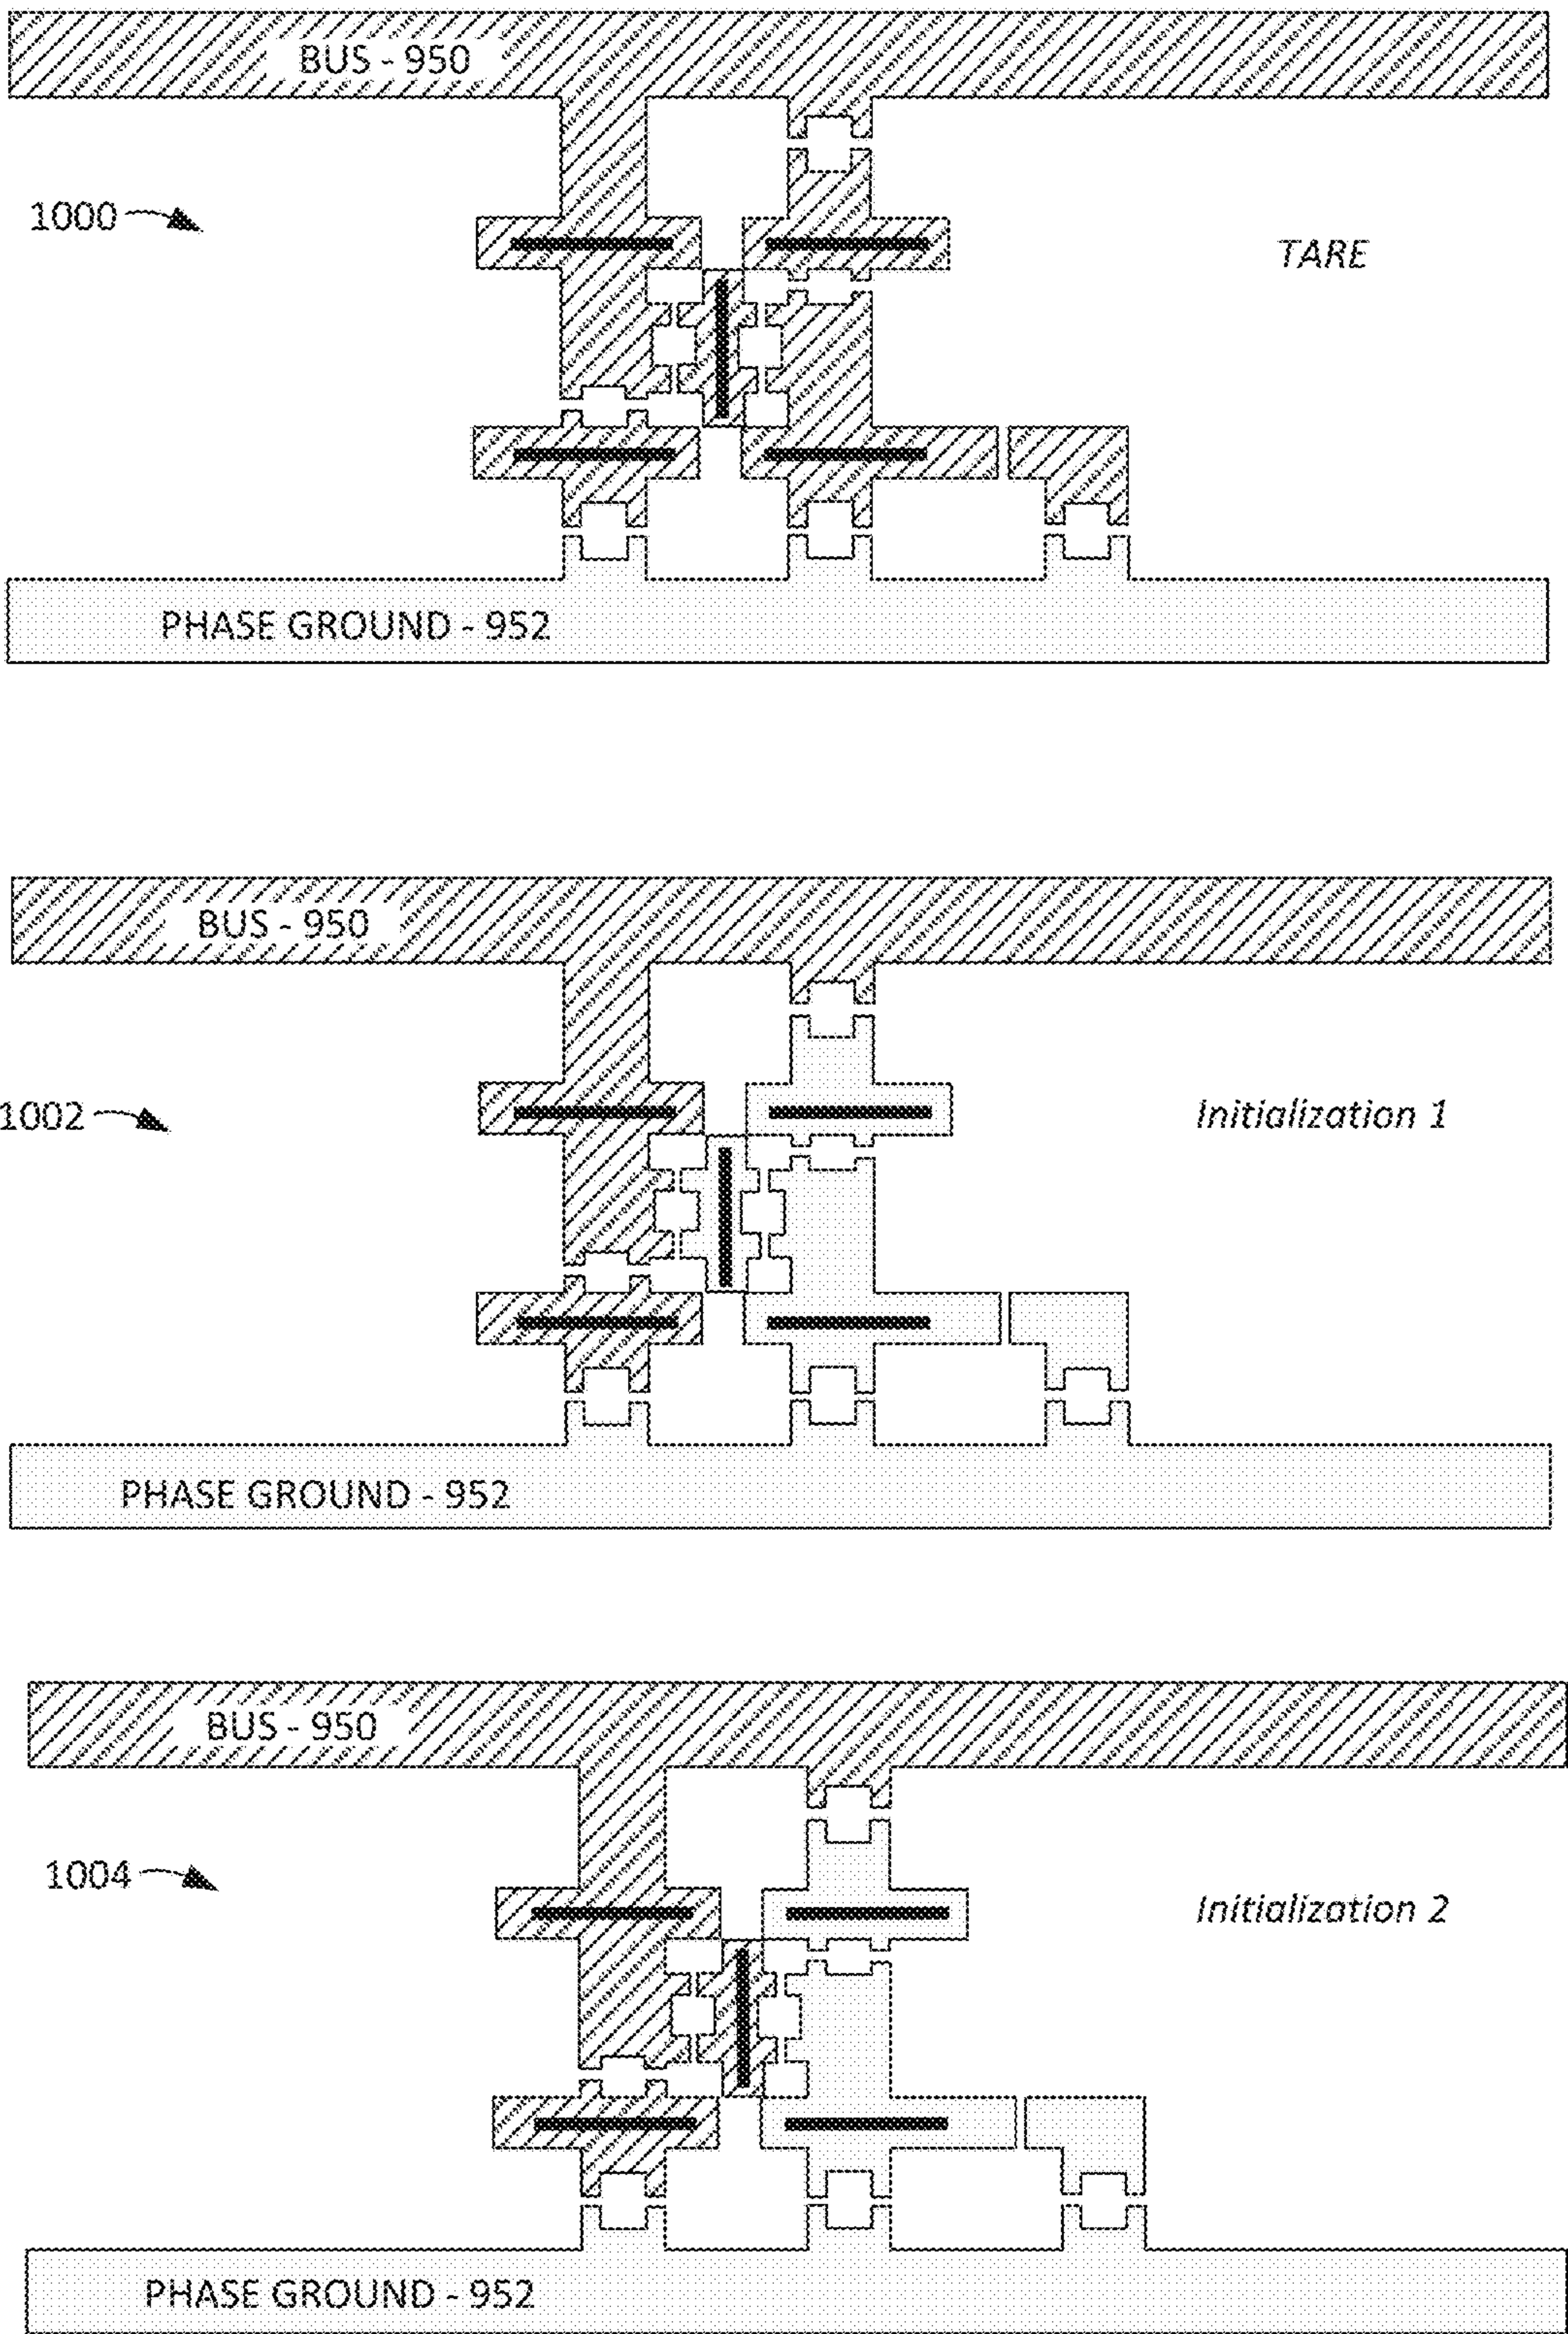 BUS - 950
1000
TARE
PHASE GROUND - 952
BUS - 950
1002
Initialization 1
PHASE GROUND - 952
BUS - 950
1004
Initialization 2
PHASE GROUND - 952